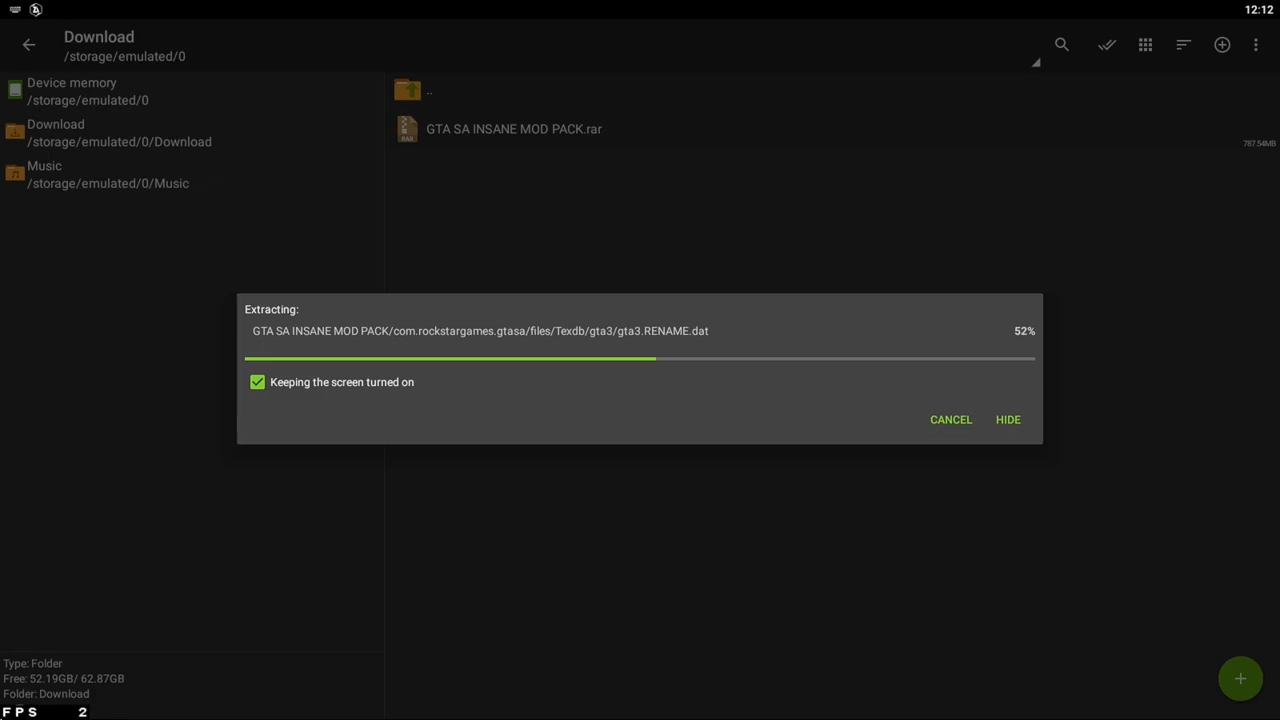 12:12
Download
/storage/emulated/0
Device memory
/storage/emulated/0
Download
/storage/emulated/0/Download
Music
/storage/emulated/0/Music
..
GTA SA INSANE MOD PACK.rar
RAR
787.54MB
Extracting:
GTA SA INSANE MOD PACK/com.rockstargames.gtasa/files/Texdb/gta3/gta3.RENAME.dat
52%
Keeping the screen turned on
CANCEL HIDE
Type: Folder
Free: 52.19GB/ 62.87GB
Folder: Download
FPS 2